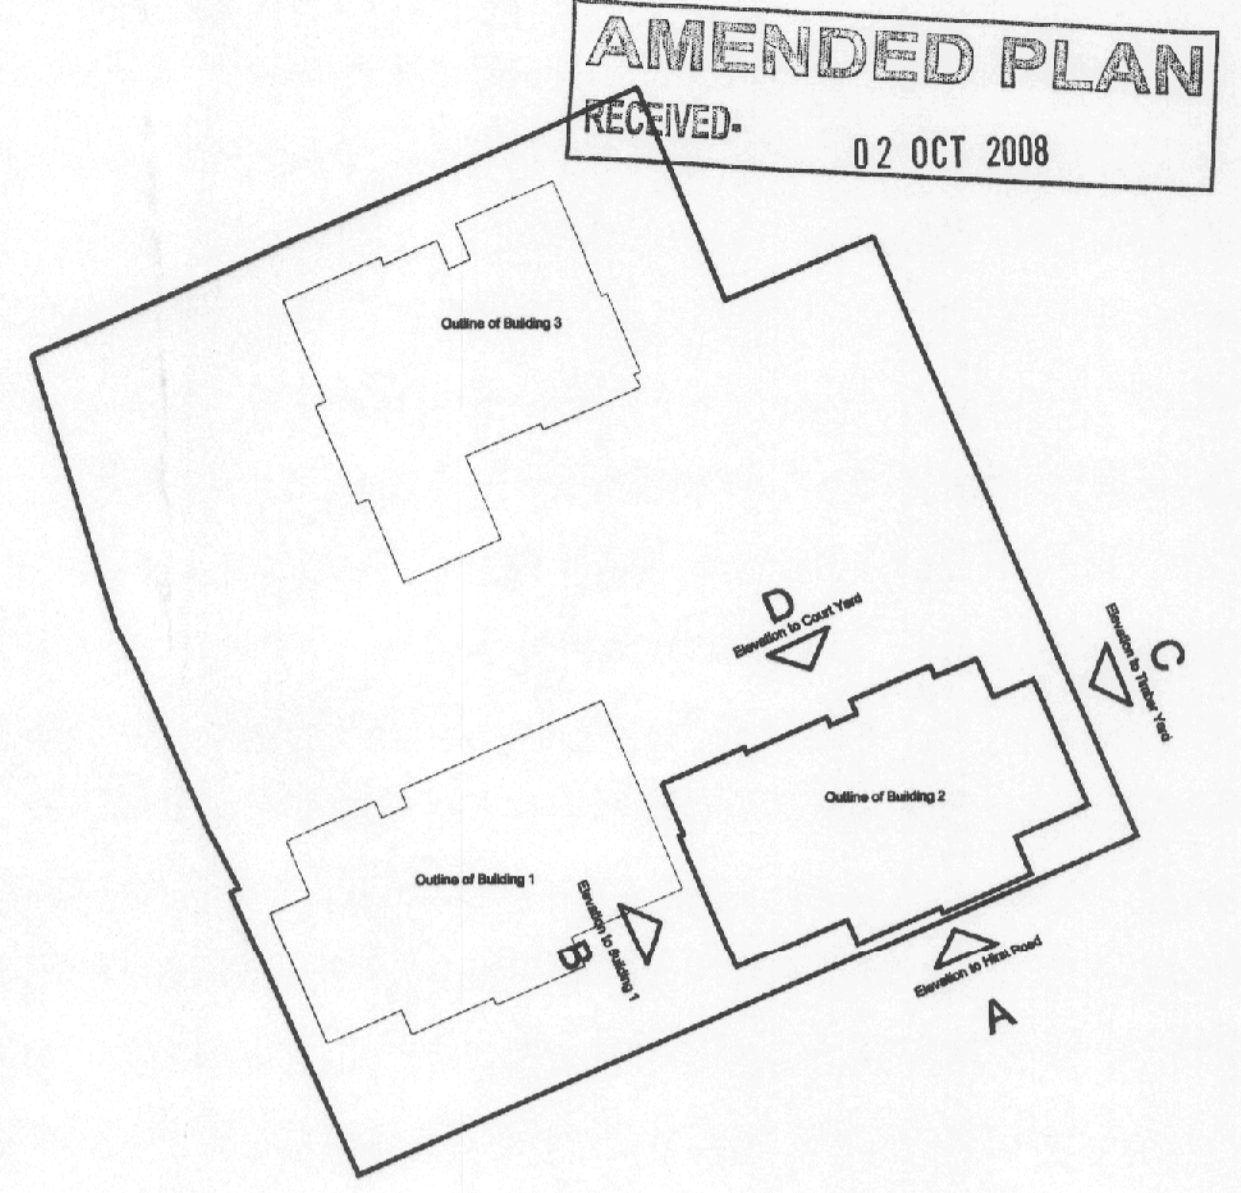 AMENDED PLAN
RECEIVED-
02 OCT 2008
Outline of Building 3
D
Elevation to Court Yard
C
Elevation to Timber Yard
Outline of Building 2
Outline of Building 1
B
Elevation to Building 1
Elevation to Hirst Road
A